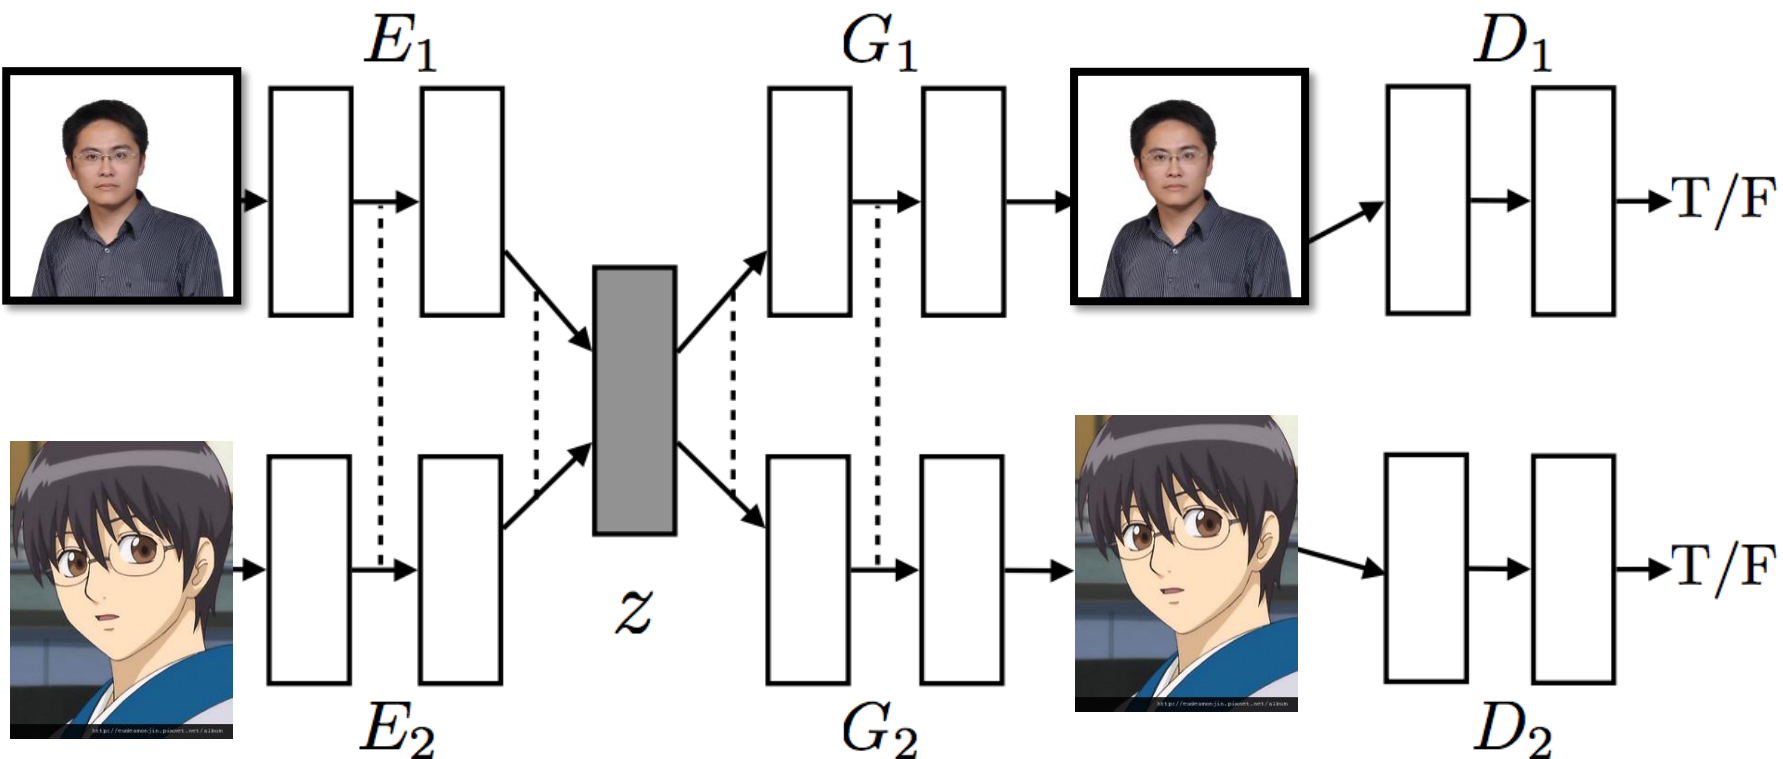 E₁ G₁ D₁
T/F
z
T/F
E₂ G₂ D₂